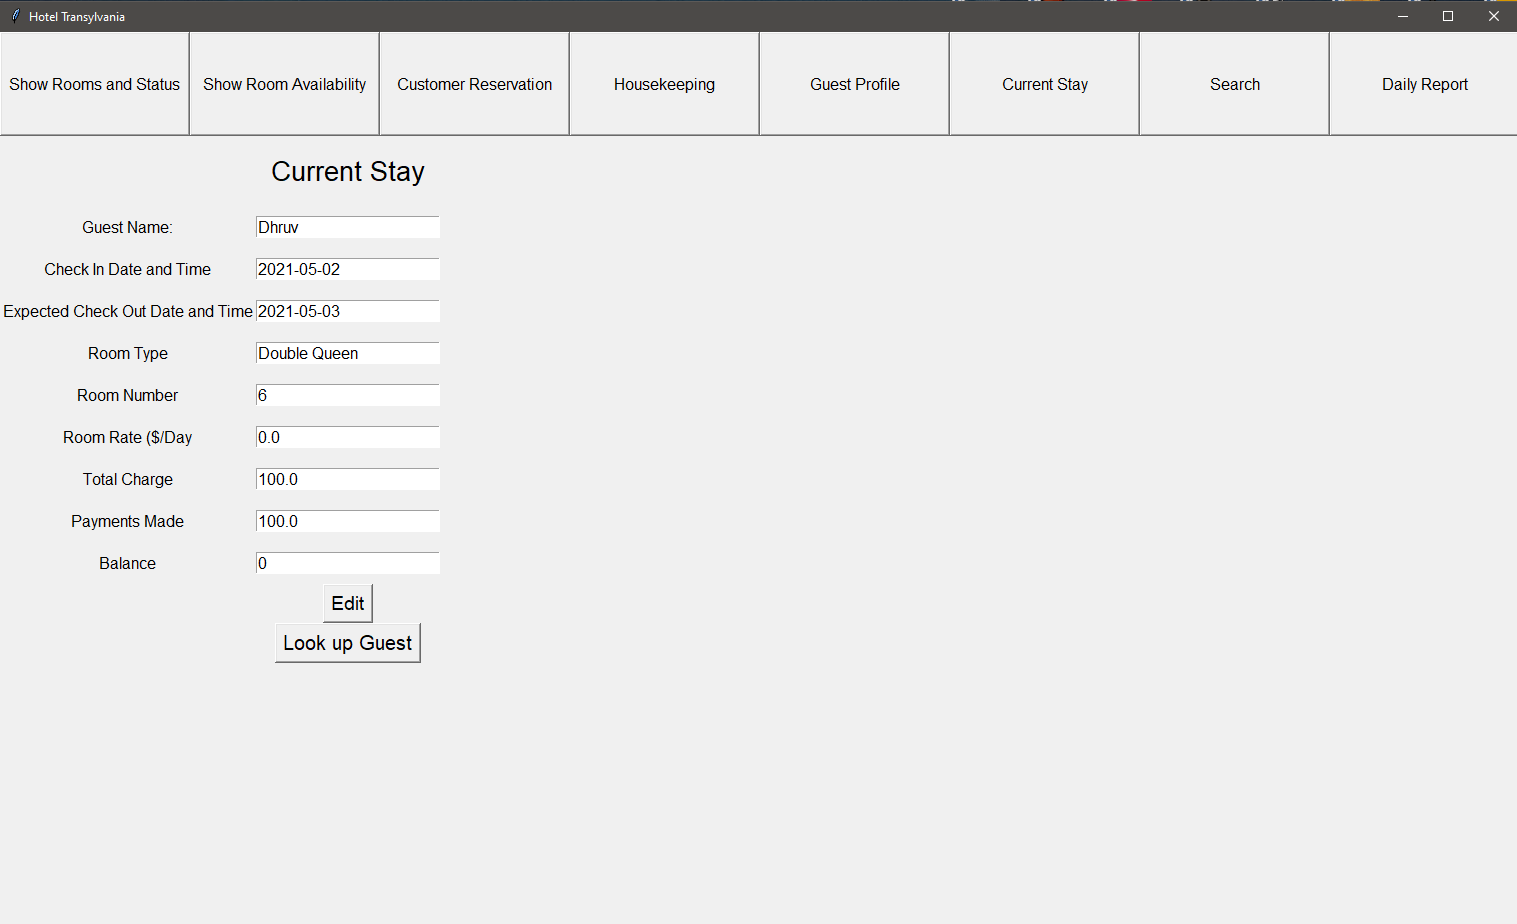 Hotel Transylvania
Show Rooms and Status
Show Room Availability
Customer Reservation
Housekeeping
Guest Profile
Current Stay
Search
Daily Report
Current Stay
Guest Name: Dhruv
Check In Date and Time 2021-05-02
Expected Check Out Date and Time 2021-05-03
Room Type Double Queen
Room Number 6
Room Rate ($/Day 0.0
Total Charge 100.0
Payments Made 100.0
Balance 0
Edit
Look up Guest